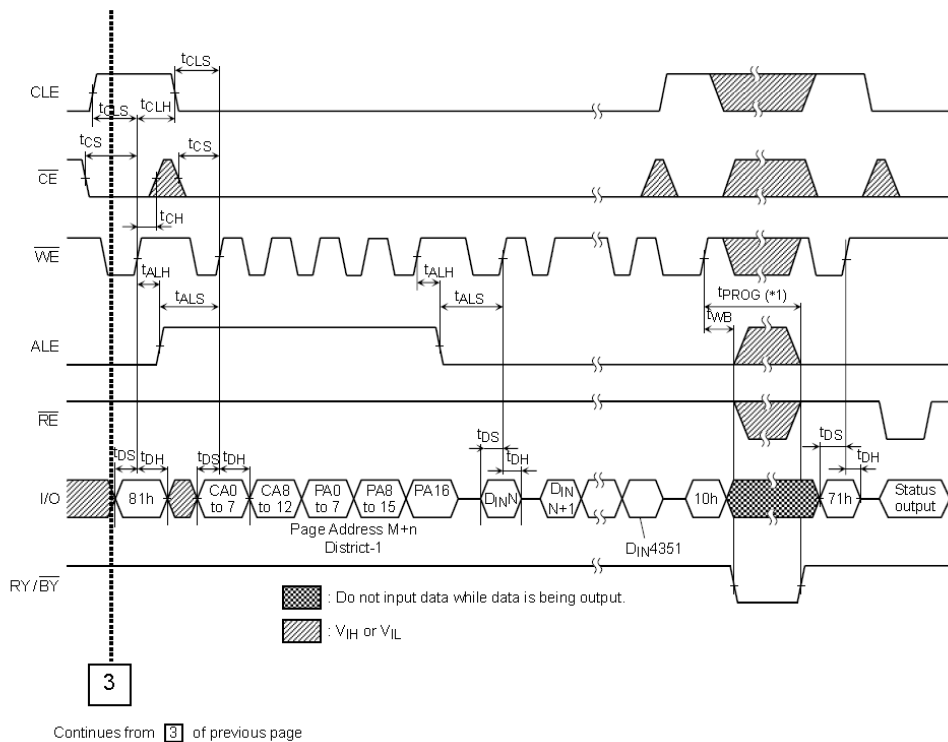 tCLS
CLE
tCLS tCLH
tCS tCS
CE
tCH
WE
tALH tALH
tALS tALS
tPROG (*1)
tWB
ALE
RE
tDS tDH tDS tDH tDS tDH tDS tDH
I/O 81h CA0 to 7 CA8 to 12 PA0 to 7 PA8 to 15 PA16 DINN DIN N+1 10h 71h Status output
Page Address M+n
District-1
DIN4351
RY/BY
: Do not input data while data is being output.
: VIH or VIL
3
Continues from 3 of previous page